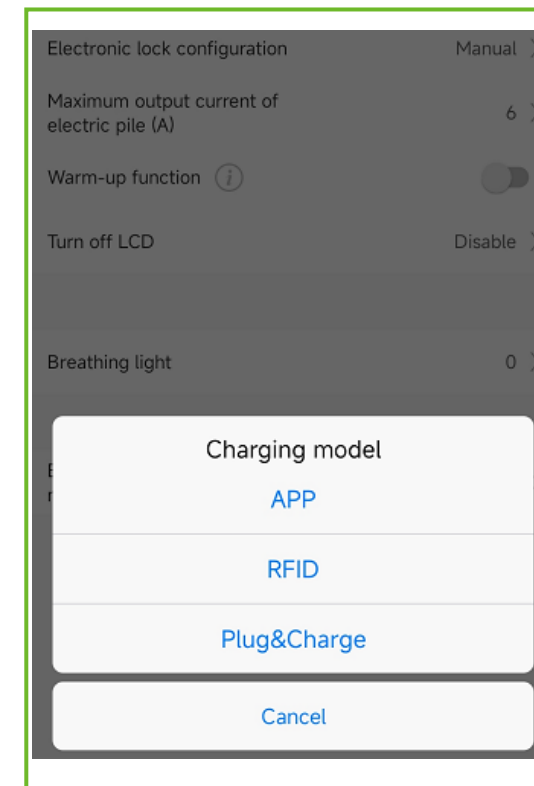 Electronic lock configuration Manual
Maximum output current of
electric pile (A) 6
Warm-up function i
Turn off LCD Disable
Breathing light 0
Charging model
APP
RFID
Plug&Charge
Cancel